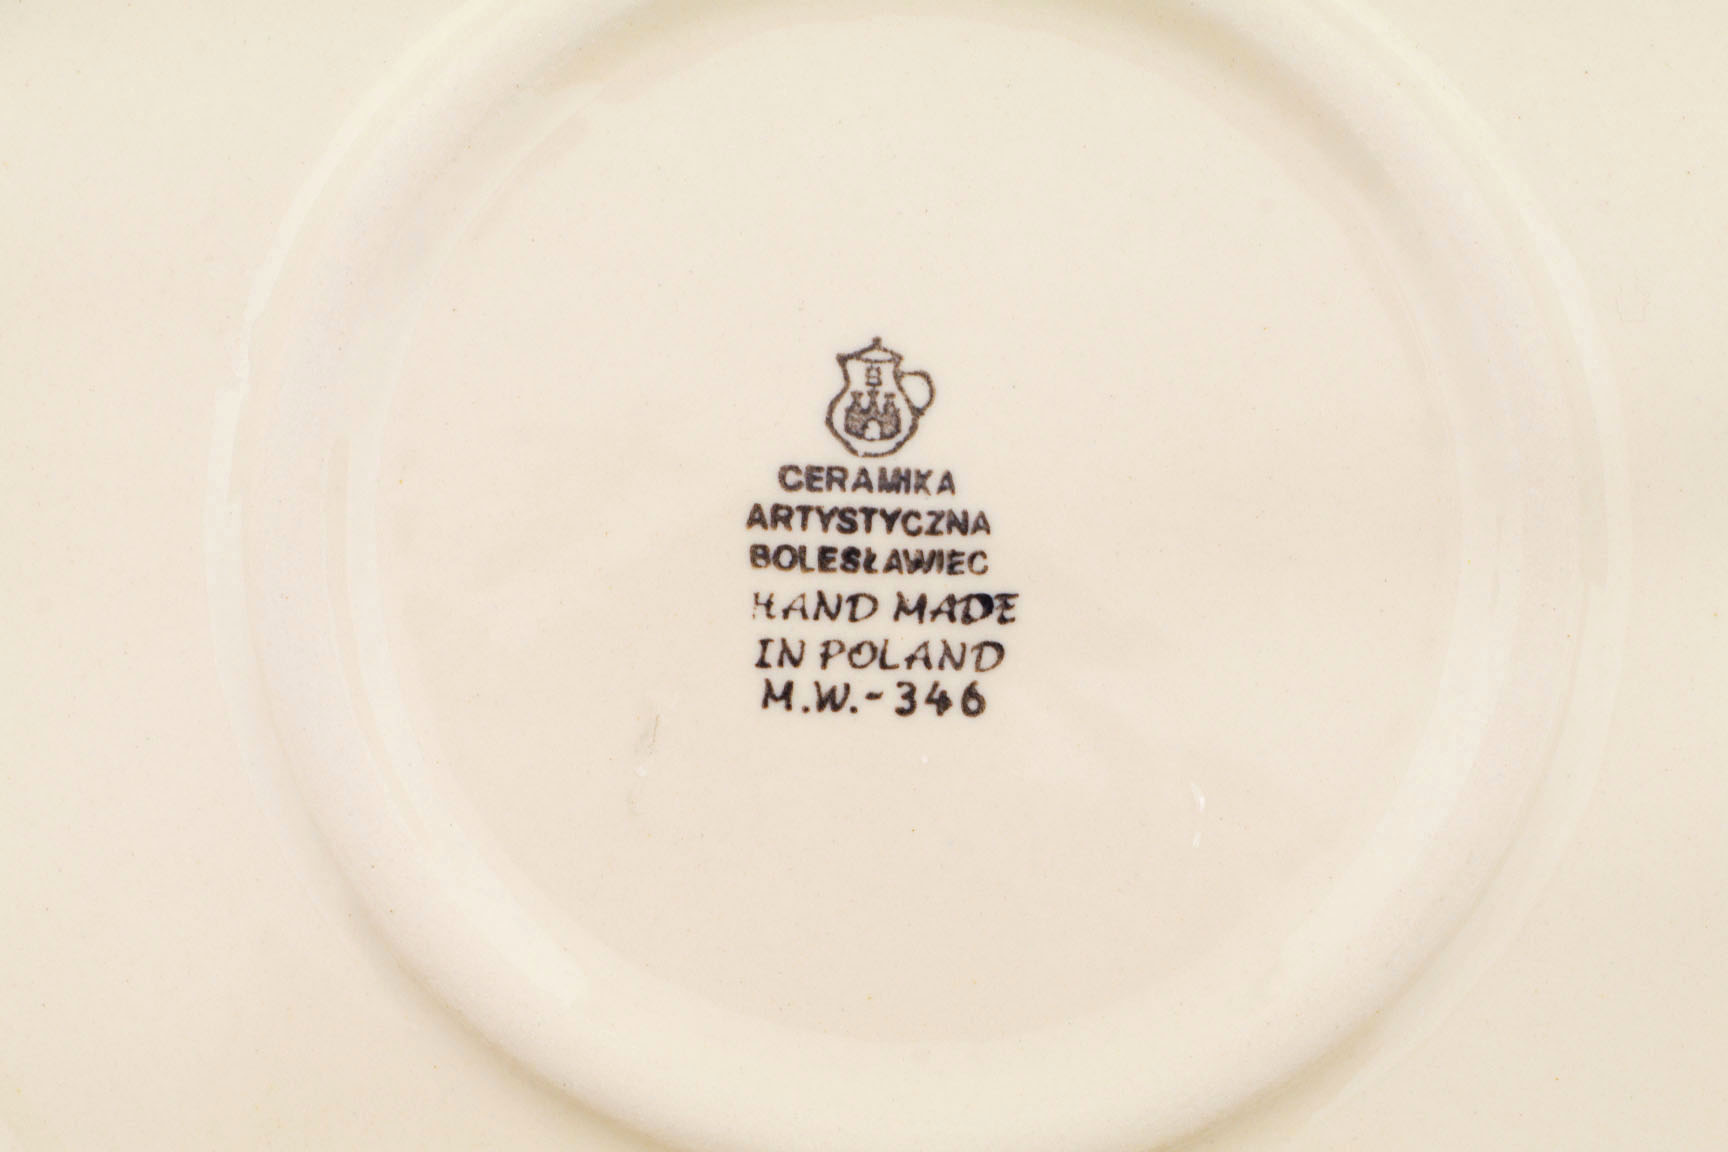 CERAMIKA
ARTYSTYCZNA
BOLESŁAWIEC
HAND MADE
IN POLAND
M.W.-346